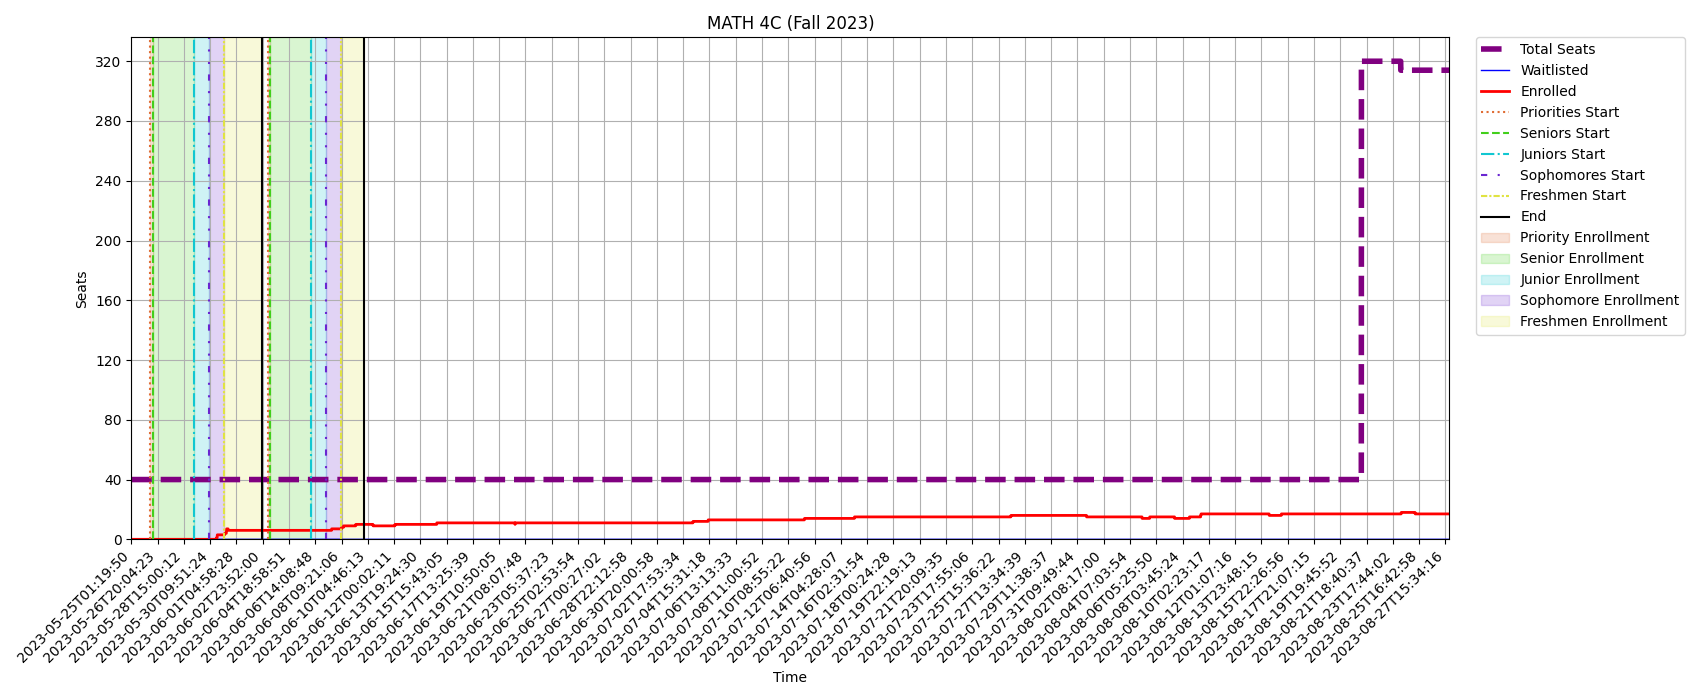 MATH 4C (Fall 2023)
320
280
240
200
160
120
80
40
0
Seats
2023-05-25T01:19:50
2023-05-26T20:04:23
2023-05-28T15:00:12
2023-05-30T09:51:24
2023-06-01T04:58:28
2023-06-02T23:52:00
2023-06-04T18:58:51
2023-06-06T14:08:48
2023-06-08T09:21:06
2023-06-10T04:46:13
2023-06-12T00:02:11
2023-06-13T19:24:30
2023-06-15T15:43:05
2023-06-17T13:25:39
2023-06-19T10:50:05
2023-06-21T08:07:48
2023-06-23T05:37:23
2023-06-25T02:53:54
2023-06-27T00:27:02
2023-06-28T22:12:58
2023-06-30T20:00:58
2023-07-02T17:53:34
2023-07-04T15:31:18
2023-07-06T13:13:33
2023-07-08T11:00:52
2023-07-10T08:55:22
2023-07-12T06:40:56
2023-07-14T04:28:07
2023-07-16T02:31:54
2023-07-18T00:24:28
2023-07-19T22:19:13
2023-07-21T20:09:35
2023-07-23T17:55:06
2023-07-25T15:36:22
2023-07-27T13:34:39
2023-07-29T11:38:37
2023-07-31T09:49:44
2023-08-02T08:17:00
2023-08-04T07:03:54
2023-08-06T05:25:50
2023-08-08T03:45:24
2023-08-10T02:23:17
2023-08-12T01:07:16
2023-08-13T23:48:15
2023-08-15T22:26:56
2023-08-17T21:07:15
2023-08-19T19:45:52
2023-08-21T18:40:37
2023-08-23T17:44:02
2023-08-25T16:42:58
2023-08-27T15:34:16
Time
Total Seats
Waitlisted
Enrolled
Priorities Start
Seniors Start
Juniors Start
Sophomores Start
Freshmen Start
End
Priority Enrollment
Senior Enrollment
Junior Enrollment
Sophomore Enrollment
Freshmen Enrollment